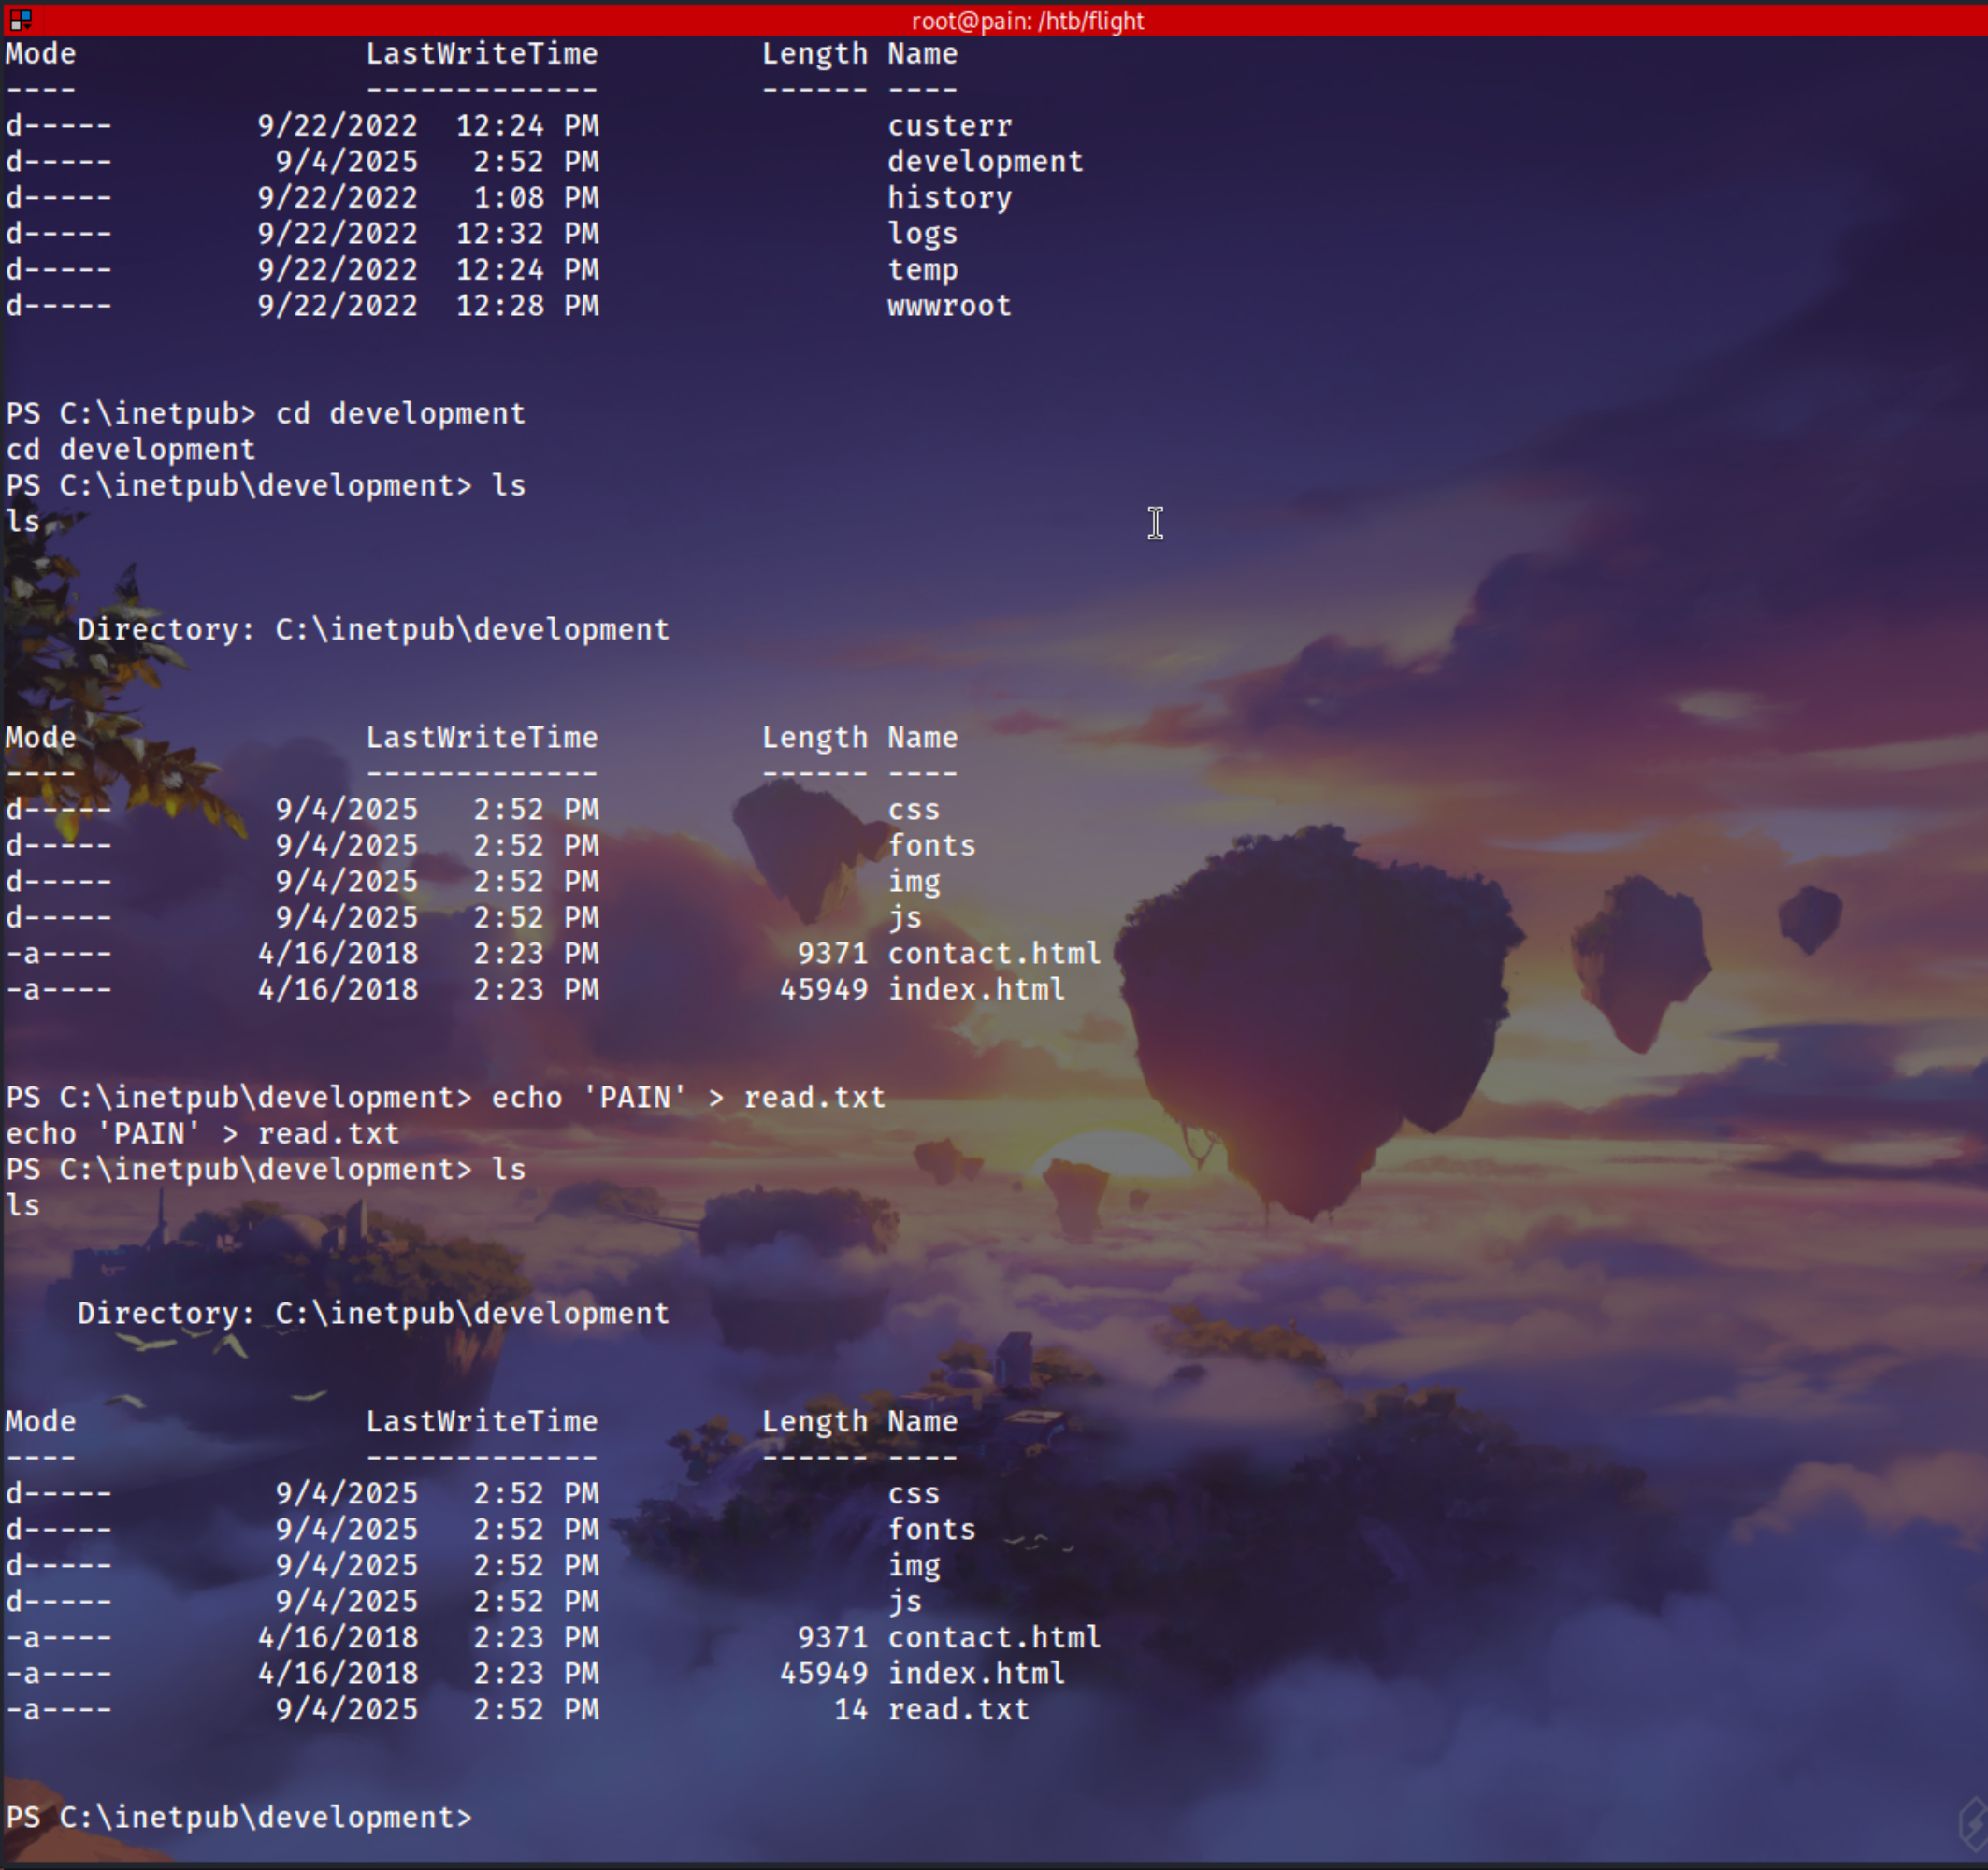 root@pain: /htb/flight
Mode                LastWriteTime         Length Name
----                -------------         ------ ----
d-----        9/22/2022  12:24 PM                custerr
d-----         9/4/2025   2:52 PM                development
d-----        9/22/2022   1:08 PM                history
d-----        9/22/2022  12:32 PM                logs
d-----        9/22/2022  12:24 PM                temp
d-----        9/22/2022  12:28 PM                wwwroot
PS C:\inetpub> cd development
cd development
PS C:\inetpub\development> ls
ls
    Directory: C:\inetpub\development
Mode                LastWriteTime         Length Name
----                -------------         ------ ----
d-----         9/4/2025   2:52 PM                css
d-----         9/4/2025   2:52 PM                fonts
d-----         9/4/2025   2:52 PM                img
d-----         9/4/2025   2:52 PM                js
-a----        4/16/2018   2:23 PM           9371 contact.html
-a----        4/16/2018   2:23 PM          45949 index.html
PS C:\inetpub\development> echo 'PAIN' > read.txt
echo 'PAIN' > read.txt
PS C:\inetpub\development> ls
ls
    Directory: C:\inetpub\development
Mode                LastWriteTime         Length Name
----                -------------         ------ ----
d-----         9/4/2025   2:52 PM                css
d-----         9/4/2025   2:52 PM                fonts
d-----         9/4/2025   2:52 PM                img
d-----         9/4/2025   2:52 PM                js
-a----        4/16/2018   2:23 PM           9371 contact.html
-a----        4/16/2018   2:23 PM          45949 index.html
-a----         9/4/2025   2:52 PM             14 read.txt
PS C:\inetpub\development>